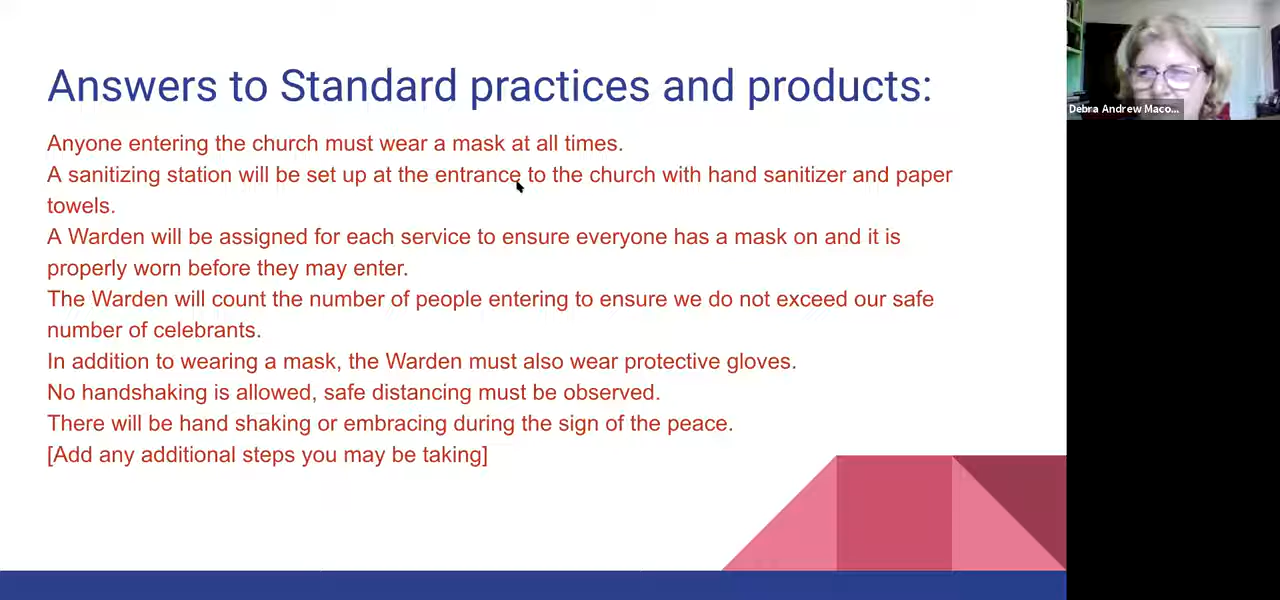 Answers to Standard practices and products:
Anyone entering the church must wear a mask at all times.
A sanitizing station will be set up at the entrance to the church with hand sanitizer and paper
towels.
A Warden will be assigned for each service to ensure everyone has a mask on and it is
properly worn before they may enter.
The Warden will count the number of people entering to ensure we do not exceed our safe
number of celebrants.
In addition to wearing a mask, the Warden must also wear protective gloves.
No handshaking is allowed, safe distancing must be observed.
There will be hand shaking or embracing during the sign of the peace.
[Add any additional steps you may be taking]
Debra Andrew Maco...